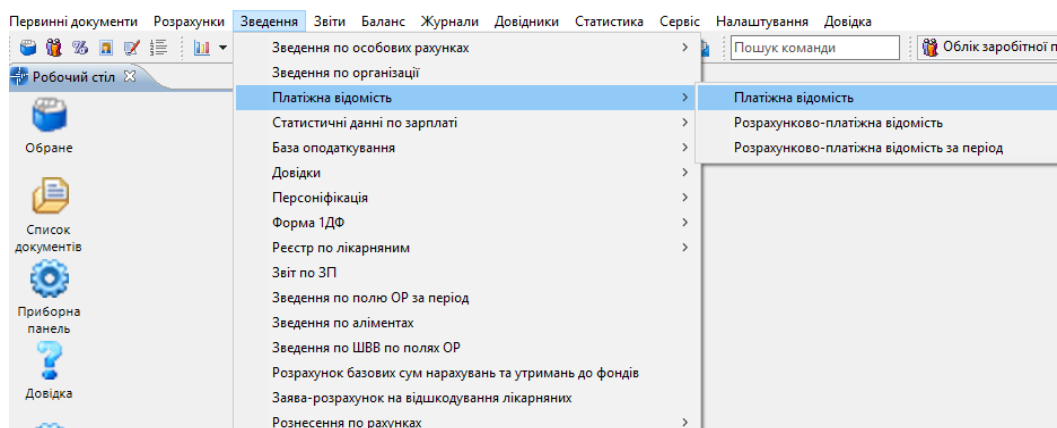 Первинні документи Розрахунки Зведення Звіти Баланс Журнали Довідники Статистика Сервіс Налаштування Довідка
Пошук команди
Облік заробітної п
Робочий стіл
Обране
Список
документів
Приборна
панель
Довідка
Зведення по особових рахунках
Зведення по організації
Платіжна відомість
Статистичні данні по зарплаті
База оподаткування
Довідки
Персоніфікація
Форма 1ДФ
Реєстр по лікарняним
Звіт по ЗП
Зведення по полю ОР за період
Зведення по аліментах
Зведення по ШВВ по полях ОР
Розрахунок базових сум нарахувань та утримань до фондів
Заява-розрахунок на відшкодування лікарняних
Рознесення по рахунках
Платіжна відомість
Розрахунково-платіжна відомість
Розрахунково-платіжна відомість за період